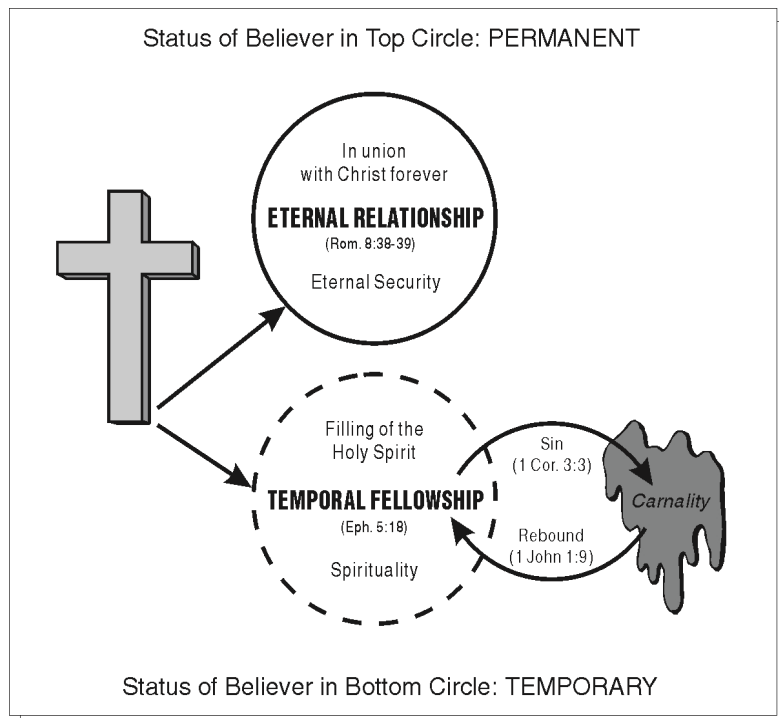 Status of Believer in Top Circle: PERMANENT
In union
with Christ forever
ETERNAL RELATIONSHIP
(Rom. 8:38-39)
Eternal Security
Filling of the
Holy Spirit
TEMPORAL FELLOWSHIP
(Eph. 5:18)
Spirituality
Sin
(1 Cor. 3:3)
Carnality
Rebound
(1 John 1:9)
Status of Believer in Bottom Circle: TEMPORARY